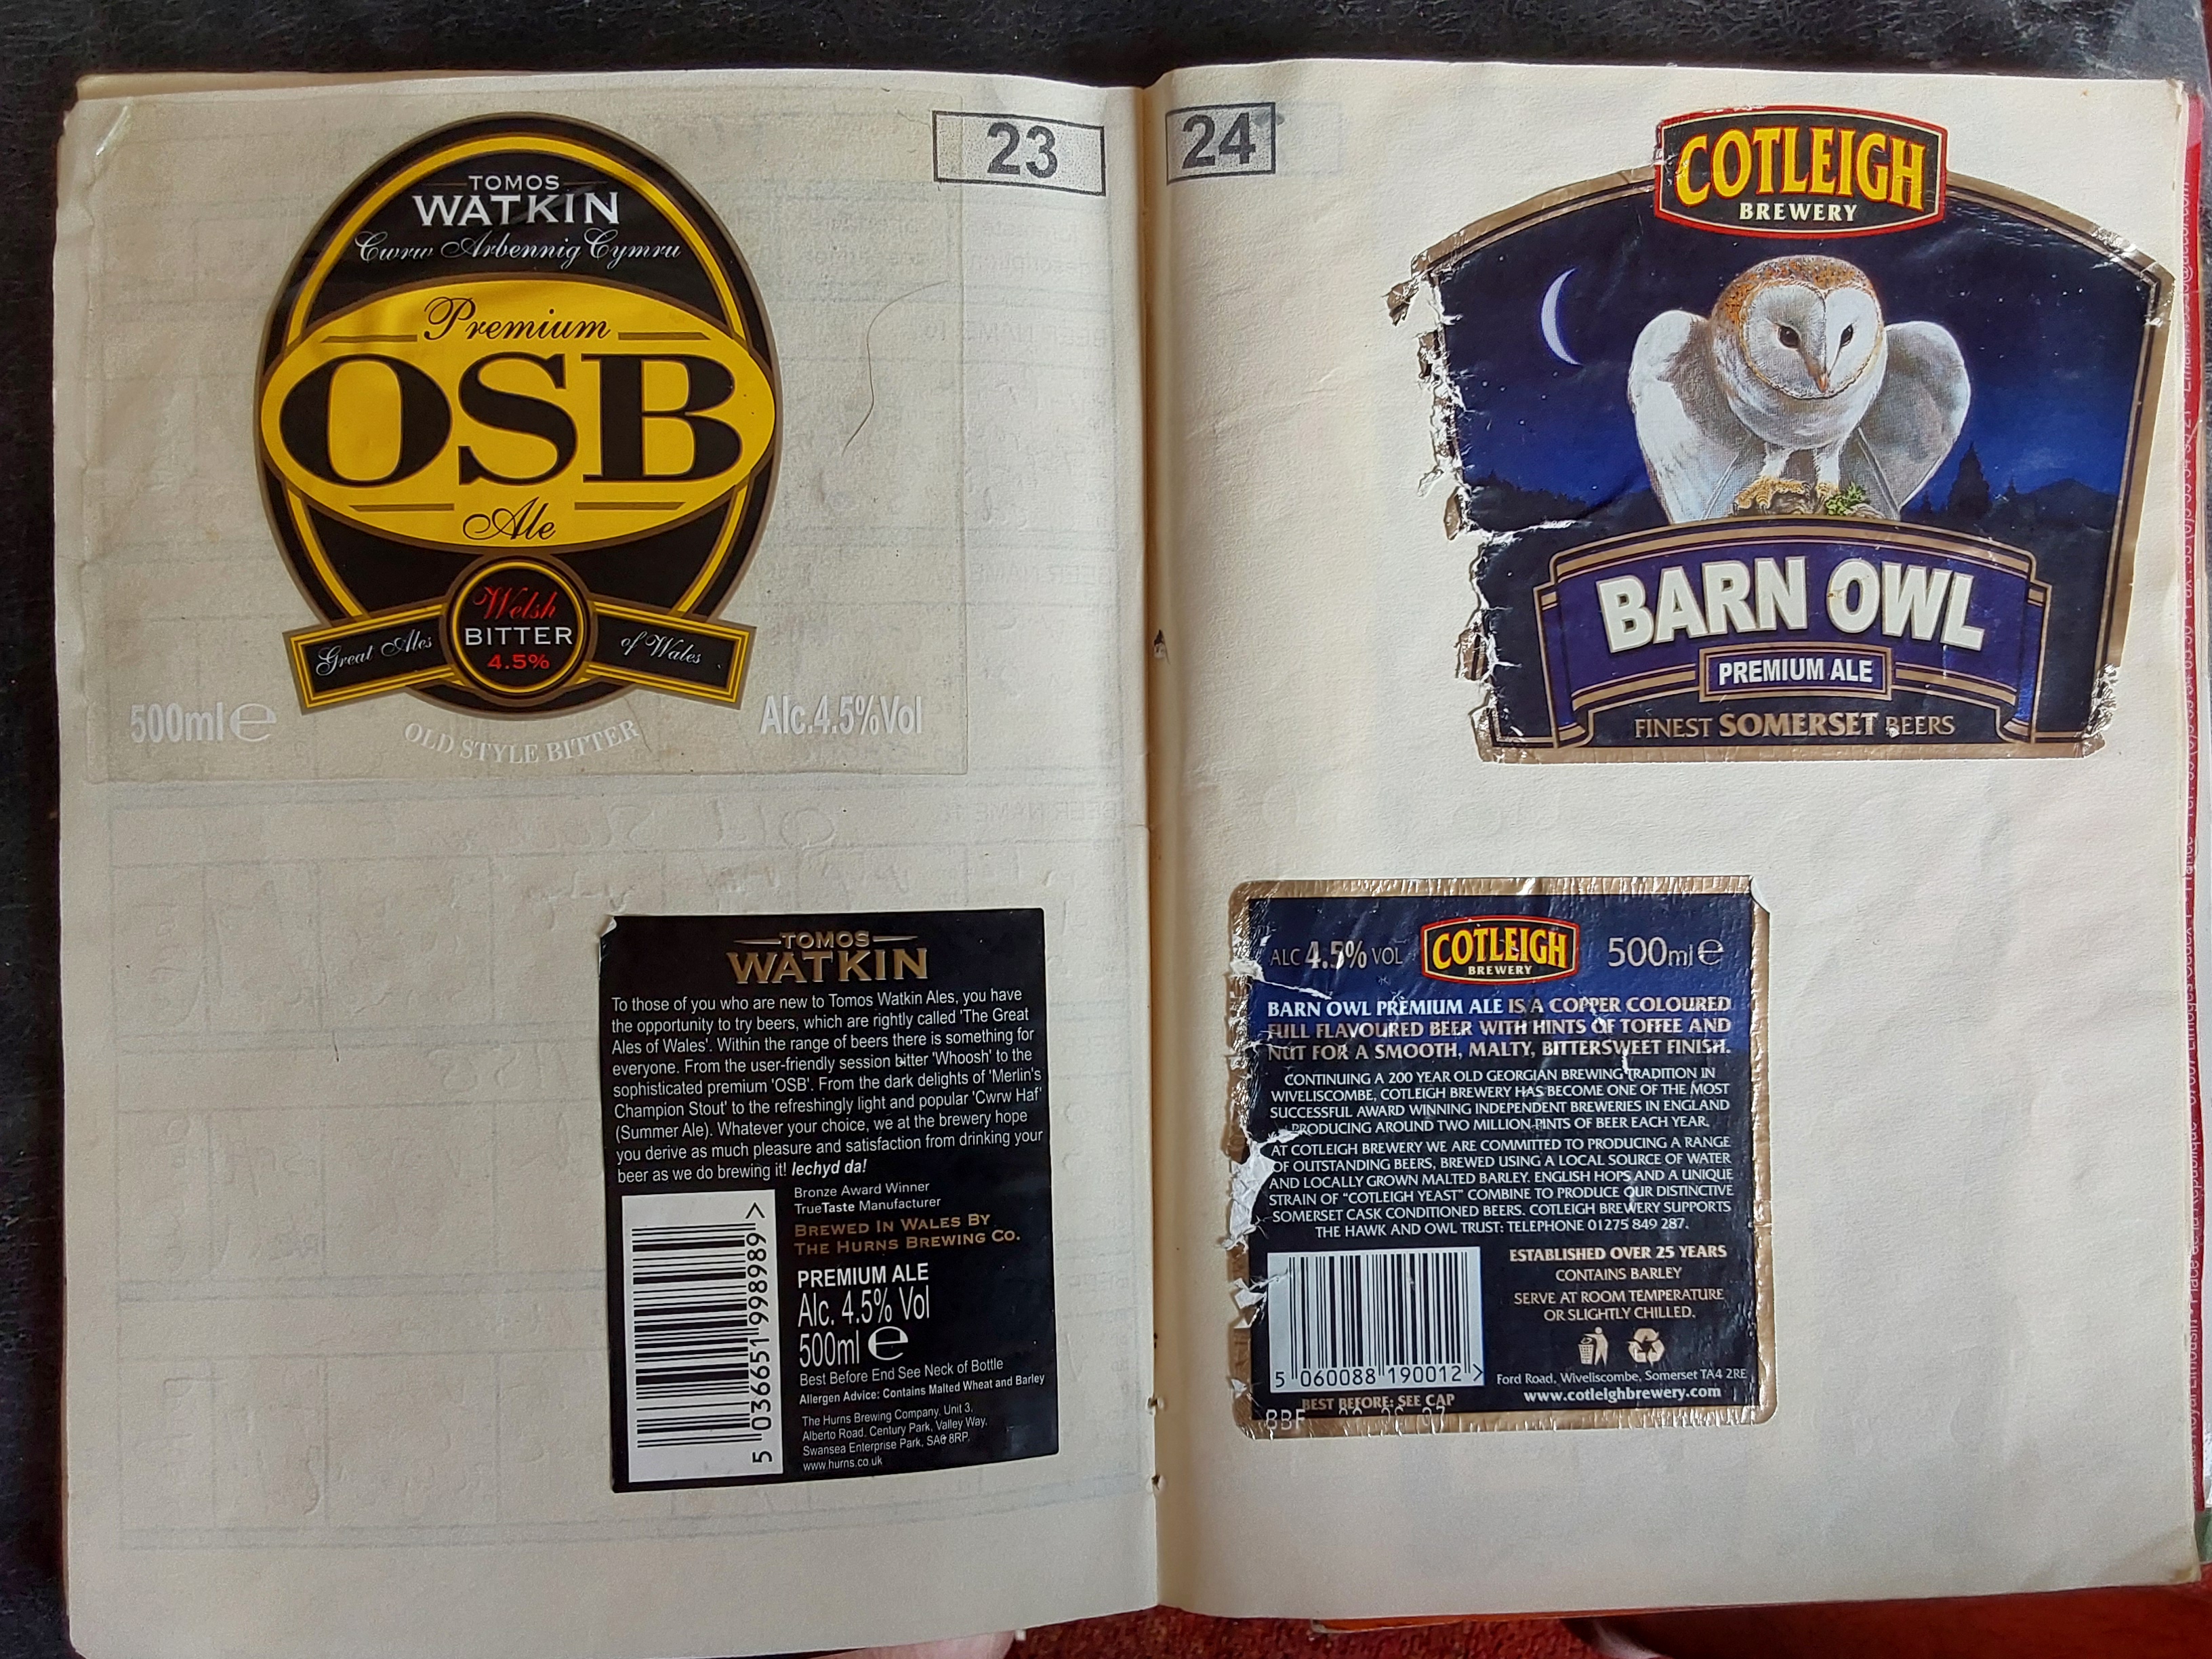 23
TOMOS
WATKIN
Cwrw Arbennig Cymru
Premium
OSB
Ale
Welsh
BITTER
4.5%
Great Ales
of Wales
500ml e
OLD STYLE BITTER
Alc.4.5%Vol
TOMOS
WATKIN
To those of you who are new to Tomos Watkin Ales, you have
the opportunity to try beers, which are rightly called 'The Great
Ales of Wales'. Within the range of beers there is something for
everyone. From the user-friendly session bitter 'Whoosh' to the
sophisticated premium 'OSB'. From the dark delights of 'Merlin's
Champion Stout' to the refreshingly light and popular 'Cwrw Haf'
(Summer Ale). Whatever your choice, we at the brewery hope
you derive as much pleasure and satisfaction from drinking your
beer as we do brewing it! Iechyd da!
Bronze Award Winner
TrueTaste Manufacturer
BREWED IN WALES BY
THE HURNS BREWING CO.
PREMIUM ALE
Alc. 4.5% Vol
500ml e
Best Before End See Neck of Bottle
Allergen Advice: Contains Malted Wheat and Barley
The Hurns Brewing Company, Unit 3,
Alberto Road, Century Park, Valley Way,
Swansea Enterprise Park, SA6 8RP.
www.hurns.co.uk
5 036651 998989 >
24
COTLEIGH
BREWERY
BARN OWL
PREMIUM ALE
FINEST SOMERSET BEERS
ALC 4.5% VOL
COTLEIGH
BREWERY
500ml e
BARN OWL PREMIUM ALE IS A COPPER COLOURED
FULL FLAVOURED BEER WITH HINTS OF TOFFEE AND
NUT FOR A SMOOTH, MALTY, BITTERSWEET FINISH.
CONTINUING A 200 YEAR OLD GEORGIAN BREWING TRADITION IN
WIVELISCOMBE, COTLEIGH BREWERY HAS BECOME ONE OF THE MOST
SUCCESSFUL AWARD WINNING INDEPENDENT BREWERIES IN ENGLAND
PRODUCING AROUND TWO MILLION PINTS OF BEER EACH YEAR.
AT COTLEIGH BREWERY WE ARE COMMITTED TO PRODUCING A RANGE
OF OUTSTANDING BEERS, BREWED USING A LOCAL SOURCE OF WATER
AND LOCALLY GROWN MALTED BARLEY. ENGLISH HOPS AND A UNIQUE
STRAIN OF "COTLEIGH YEAST" COMBINE TO PRODUCE OUR DISTINCTIVE
SOMERSET CASK CONDITIONED BEERS. COTLEIGH BREWERY SUPPORTS
THE HAWK AND OWL TRUST: TELEPHONE 01275 849 287.
ESTABLISHED OVER 25 YEARS
CONTAINS BARLEY
SERVE AT ROOM TEMPERATURE
OR SLIGHTLY CHILLED.
5 060088 190012 >
Ford Road, Wiveliscombe, Somerset TA4 2RE
www.cotleighbrewery.com
BEST BEFORE: SEE CAP
BBF